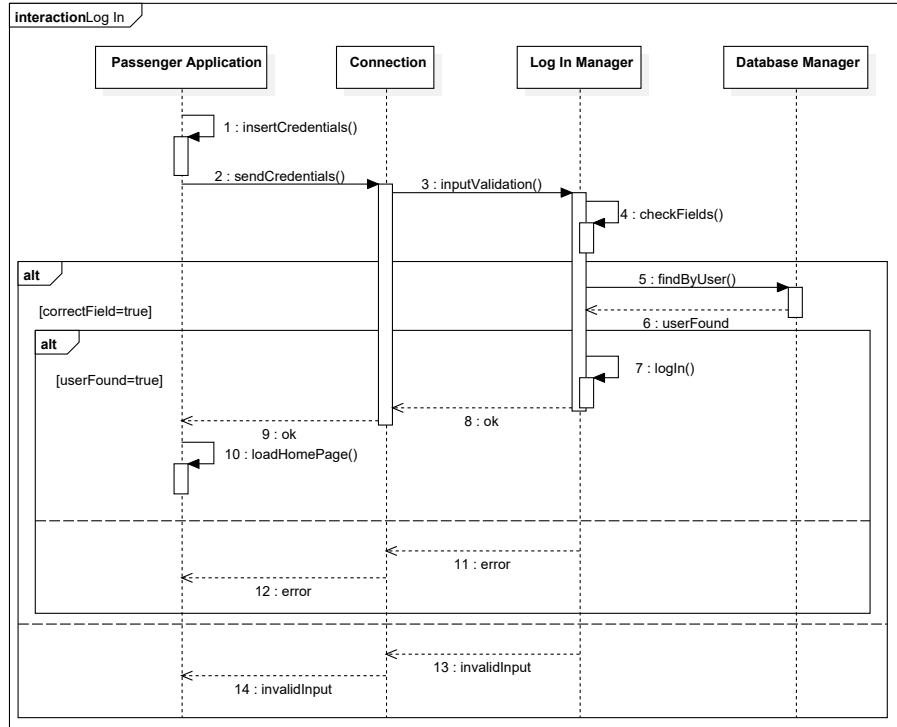 interactionLog In
Passenger Application
Connection
Log In Manager
Database Manager
1 : insertCredentials()
2 : sendCredentials()
3 : inputValidation()
4 : checkFields()
alt
5 : findByUser()
[correctField=true]
6 : userFound
alt
7 : logIn()
[userFound=true]
8 : ok
9 : ok
10 : loadHomePage()
11 : error
12 : error
13 : invalidInput
14 : invalidInput